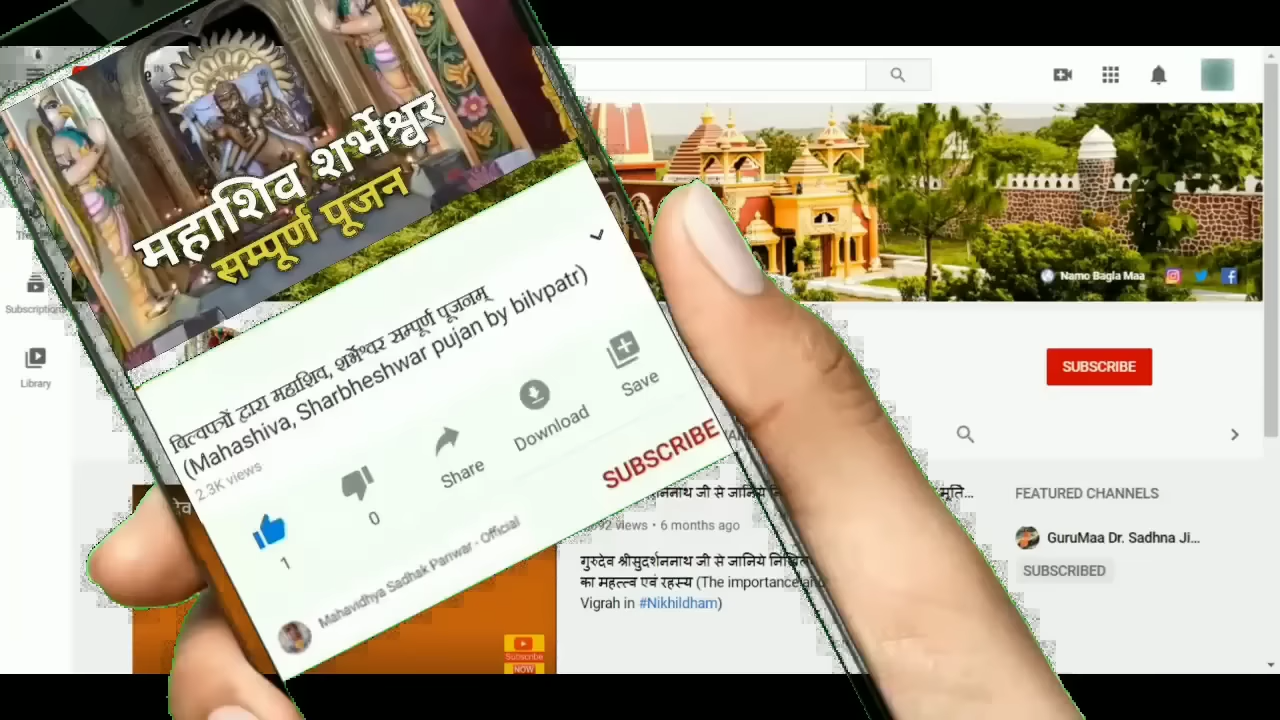 IN
महाशिव शर्भेश्वर
सम्पूर्ण पूजन
Namo Bagla Maa
Library
बिल्वपत्रों द्वारा महाशिव, शर्भेश्वर सम्पूर्ण पूजनम्
(Mahashiva, Sharbheshwar pujan by bilvpatr)
2.3K views
1
0
Share
Download
Save
SUBSCRIBE
Mahavidhya Sadhak Pariwar - Official
SUBSCRIBE
जी से जानिये
views • 6 months ago
गुरुदेव श्रीसुदर्शननाथ जी से जानिये
का महत्त्व एवं रहस्य (The importance
Vigrah in #Nikhildham)
Subscribe
NOW
FEATURED CHANNELS
GuruMaa Dr. Sadhna Ji...
SUBSCRIBED